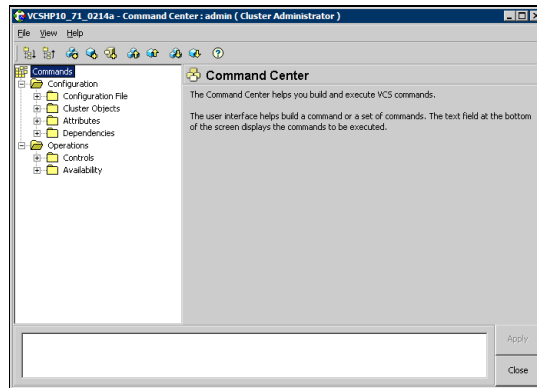 VCSHP10_71_0214a - Command Center : admin ( Cluster Administrator )
File View Help
Commands
Configuration
Configuration File
Cluster Objects
Attributes
Dependencies
Operations
Controls
Availability
Command Center
The Command Center helps you build and execute VCS commands.
The user interface helps build a command or a set of commands. The text field at the bottom
of the screen displays the commands to be executed.
Apply
Close